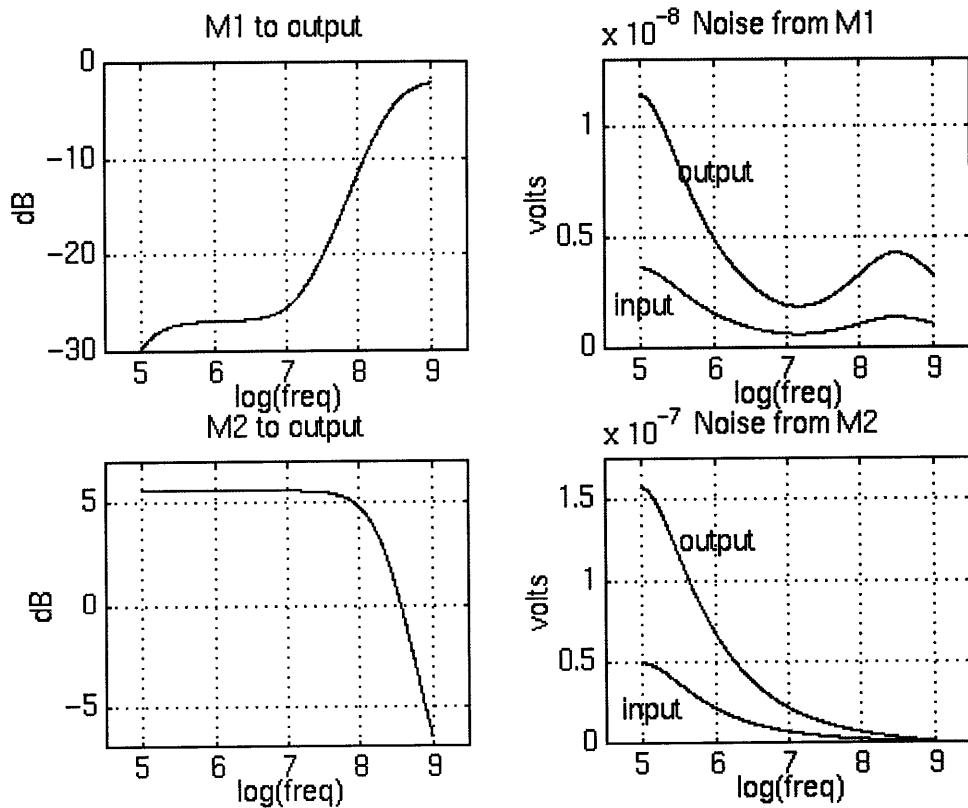 M1 to output
0
-10
-20
-30
dB
5 6 7 8 9
log(freq)
x 10^-8 Noise from M1
1
0.5
0
volts
output
input
5 6 7 8 9
log(freq)
M2 to output
5
0
-5
dB
5 6 7 8 9
log(freq)
x 10^-7 Noise from M2
1.5
1
0.5
0
volts
output
input
5 6 7 8 9
log(freq)